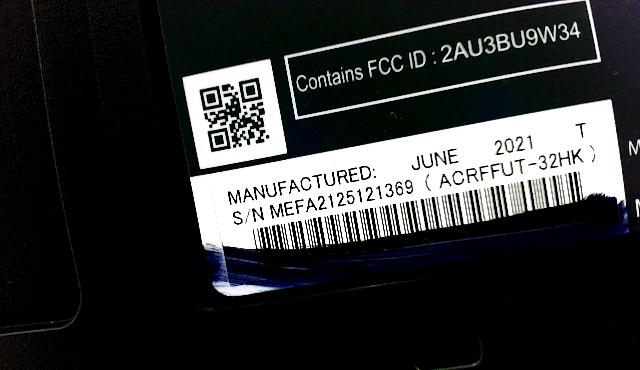 Contains FCC ID : 2AU3BU9W34
MANUFACTURED: JUNE 2021 T
S/N MEFA2125121369 ( ACRFFUT-32HK )
M
M